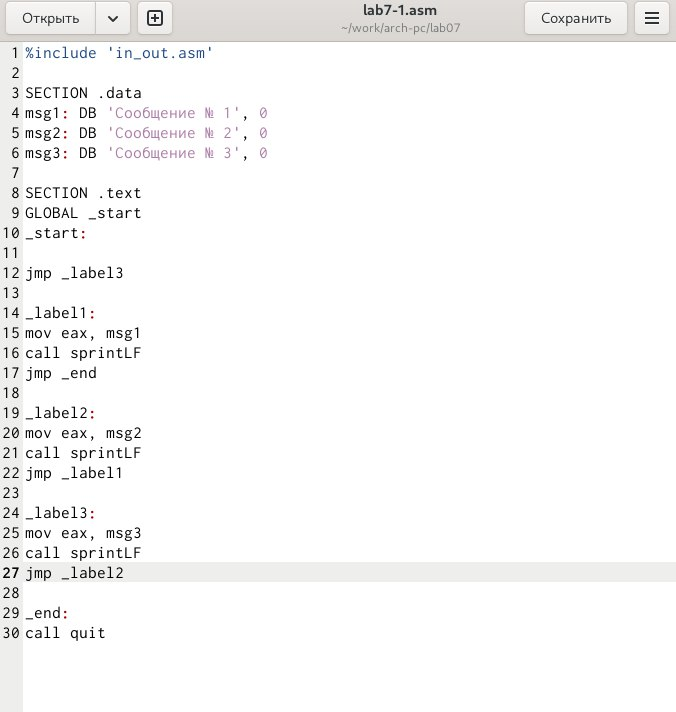 Открыть
lab7-1.asm
~/work/arch-pc/lab07
Сохранить
1 %include 'in_out.asm'
2
3 SECTION .data
4 msg1: DB 'Сообщение № 1', 0
5 msg2: DB 'Сообщение № 2', 0
6 msg3: DB 'Сообщение № 3', 0
7
8 SECTION .text
9 GLOBAL _start
10 _start:
11
12 jmp _label3
13
14 _label1:
15 mov eax, msg1
16 call sprintLF
17 jmp _end
18
19 _label2:
20 mov eax, msg2
21 call sprintLF
22 jmp _label1
23
24 _label3:
25 mov eax, msg3
26 call sprintLF
27 jmp _label2
28
29 _end:
30 call quit